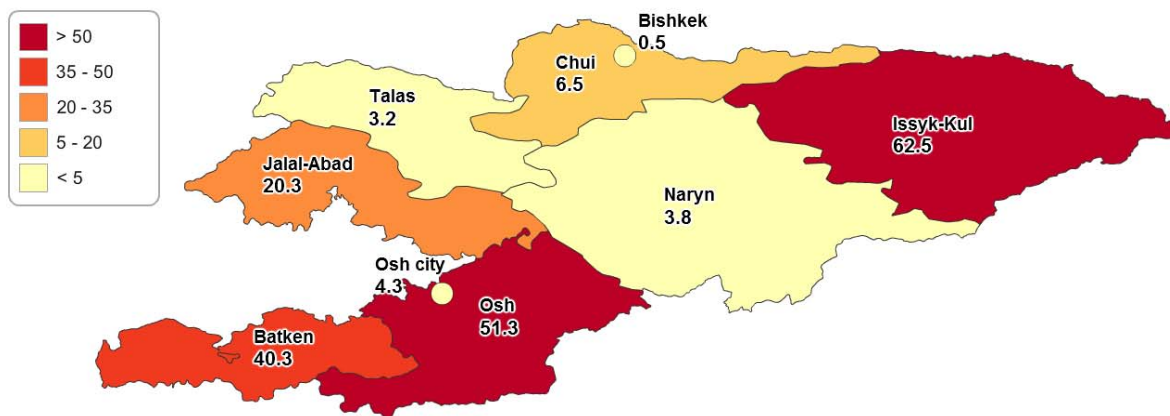 > 50
35 - 50
20 - 35
5 - 20
< 5
Bishkek
0.5
Chui
6.5
Talas
3.2
Issyk-Kul
62.5
Jalal-Abad
20.3
Naryn
3.8
Osh city
4.3
Osh
51.3
Batken
40.3